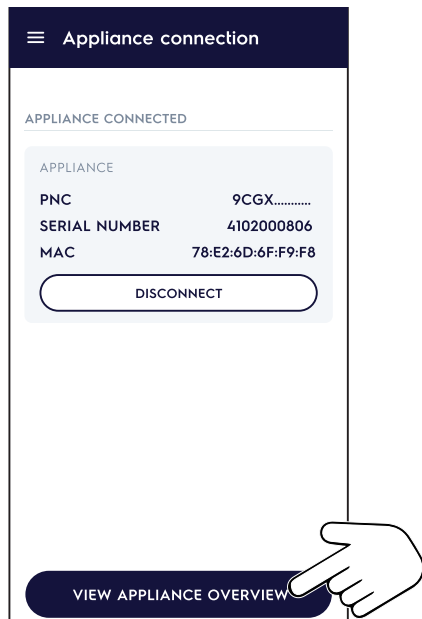 Appliance connection
APPLIANCE CONNECTED
APPLIANCE
PNC 9CGX...........
SERIAL NUMBER 4102000806
MAC 78:E2:6D:6F:F9:F8
DISCONNECT
VIEW APPLIANCE OVERVIEW